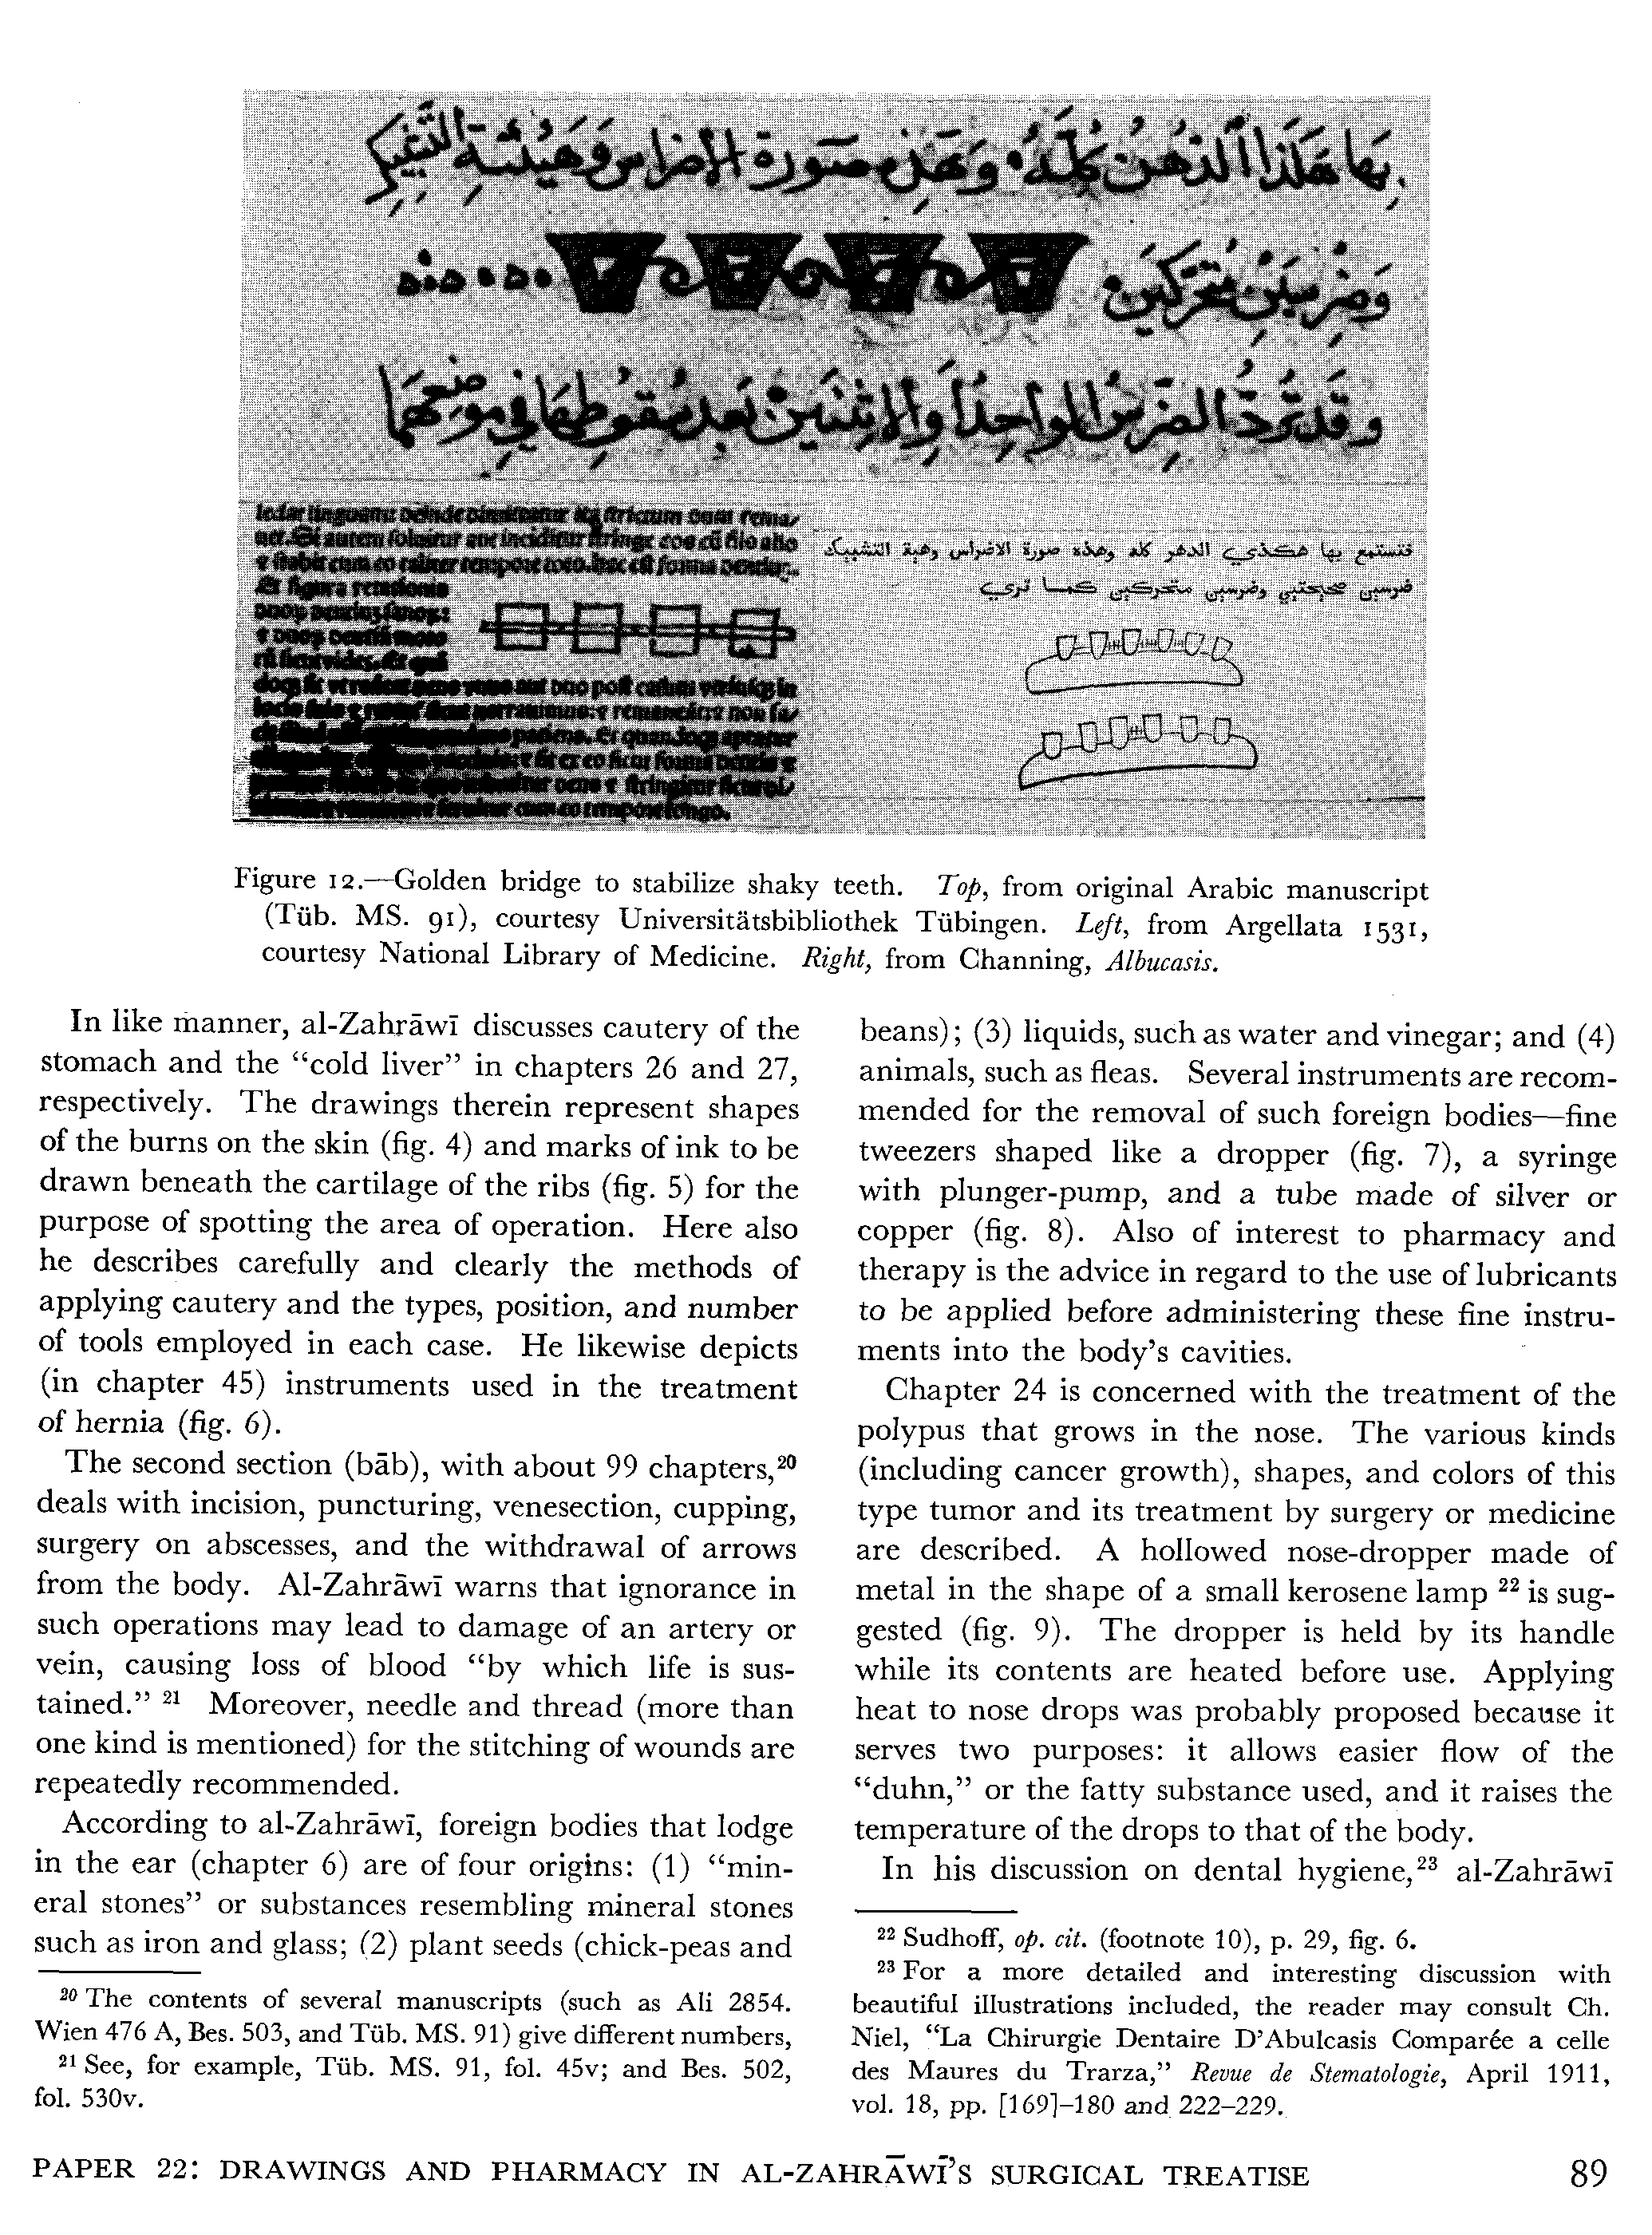 بِهَا هَكَذَا الدَّهْرَ كُلَّهُ وَهَذِهِ صُورَةُ الاضراس وَهَيْئَةِ التَّشْبِيكِ
وَضِرْسَيْنِ مُتَحَرِّكَيْنِ
وقد تُرَدُّ الضِرْسُ الواحِدُ أَو الاثنين بَعْدَ سُقوطِهَا فِي مَوْضِعِهِمَا
et quan doqꝫ
فتستمتع بها هكذي الدهر كله وهذه صورة الاضراس وهية التشبيك
ضرسين صحيحتين وضرسين متحركين كما تري
Figure 12.—Golden bridge to stabilize shaky teeth. Top, from original Arabic manuscript
(Tüb. MS. 91), courtesy Universitätsbibliothek Tübingen. Left, from Argellata 1531,
courtesy National Library of Medicine. Right, from Channing, Albucasis.
In like manner, al-Zahrāwī discusses cautery of the
stomach and the “cold liver” in chapters 26 and 27,
respectively. The drawings therein represent shapes
of the burns on the skin (fig. 4) and marks of ink to be
drawn beneath the cartilage of the ribs (fig. 5) for the
purpose of spotting the area of operation. Here also
he describes carefully and clearly the methods of
applying cautery and the types, position, and number
of tools employed in each case. He likewise depicts
(in chapter 45) instruments used in the treatment
of hernia (fig. 6).
The second section (bāb), with about 99 chapters,²⁰
deals with incision, puncturing, venesection, cupping,
surgery on abscesses, and the withdrawal of arrows
from the body. Al-Zahrāwī warns that ignorance in
such operations may lead to damage of an artery or
vein, causing loss of blood “by which life is sus-
tained.” ²¹ Moreover, needle and thread (more than
one kind is mentioned) for the stitching of wounds are
repeatedly recommended.
According to al-Zahrāwī, foreign bodies that lodge
in the ear (chapter 6) are of four origins: (1) “min-
eral stones” or substances resembling mineral stones
such as iron and glass; (2) plant seeds (chick-peas and
²⁰ The contents of several manuscripts (such as Ali 2854.
Wien 476 A, Bes. 503, and Tüb. MS. 91) give different numbers,
²¹ See, for example, Tüb. MS. 91, fol. 45v; and Bes. 502,
fol. 530v.
beans); (3) liquids, such as water and vinegar; and (4)
animals, such as fleas. Several instruments are recom-
mended for the removal of such foreign bodies—fine
tweezers shaped like a dropper (fig. 7), a syringe
with plunger-pump, and a tube made of silver or
copper (fig. 8). Also of interest to pharmacy and
therapy is the advice in regard to the use of lubricants
to be applied before administering these fine instru-
ments into the body’s cavities.
Chapter 24 is concerned with the treatment of the
polypus that grows in the nose. The various kinds
(including cancer growth), shapes, and colors of this
type tumor and its treatment by surgery or medicine
are described. A hollowed nose-dropper made of
metal in the shape of a small kerosene lamp ²² is sug-
gested (fig. 9). The dropper is held by its handle
while its contents are heated before use. Applying
heat to nose drops was probably proposed because it
serves two purposes: it allows easier flow of the
“duhn,” or the fatty substance used, and it raises the
temperature of the drops to that of the body.
In his discussion on dental hygiene,²³ al-Zahrāwī
²² Sudhoff, op. cit. (footnote 10), p. 29, fig. 6.
²³ For a more detailed and interesting discussion with
beautiful illustrations included, the reader may consult Ch.
Niel, “La Chirurgie Dentaire D’Abulcasis Comparée a celle
des Maures du Trarza,” Revue de Stematologie, April 1911,
vol. 18, pp. [169]–180 and 222–229.
PAPER 22: DRAWINGS AND PHARMACY IN AL-ZAHRĀWĪ’S SURGICAL TREATISE
89